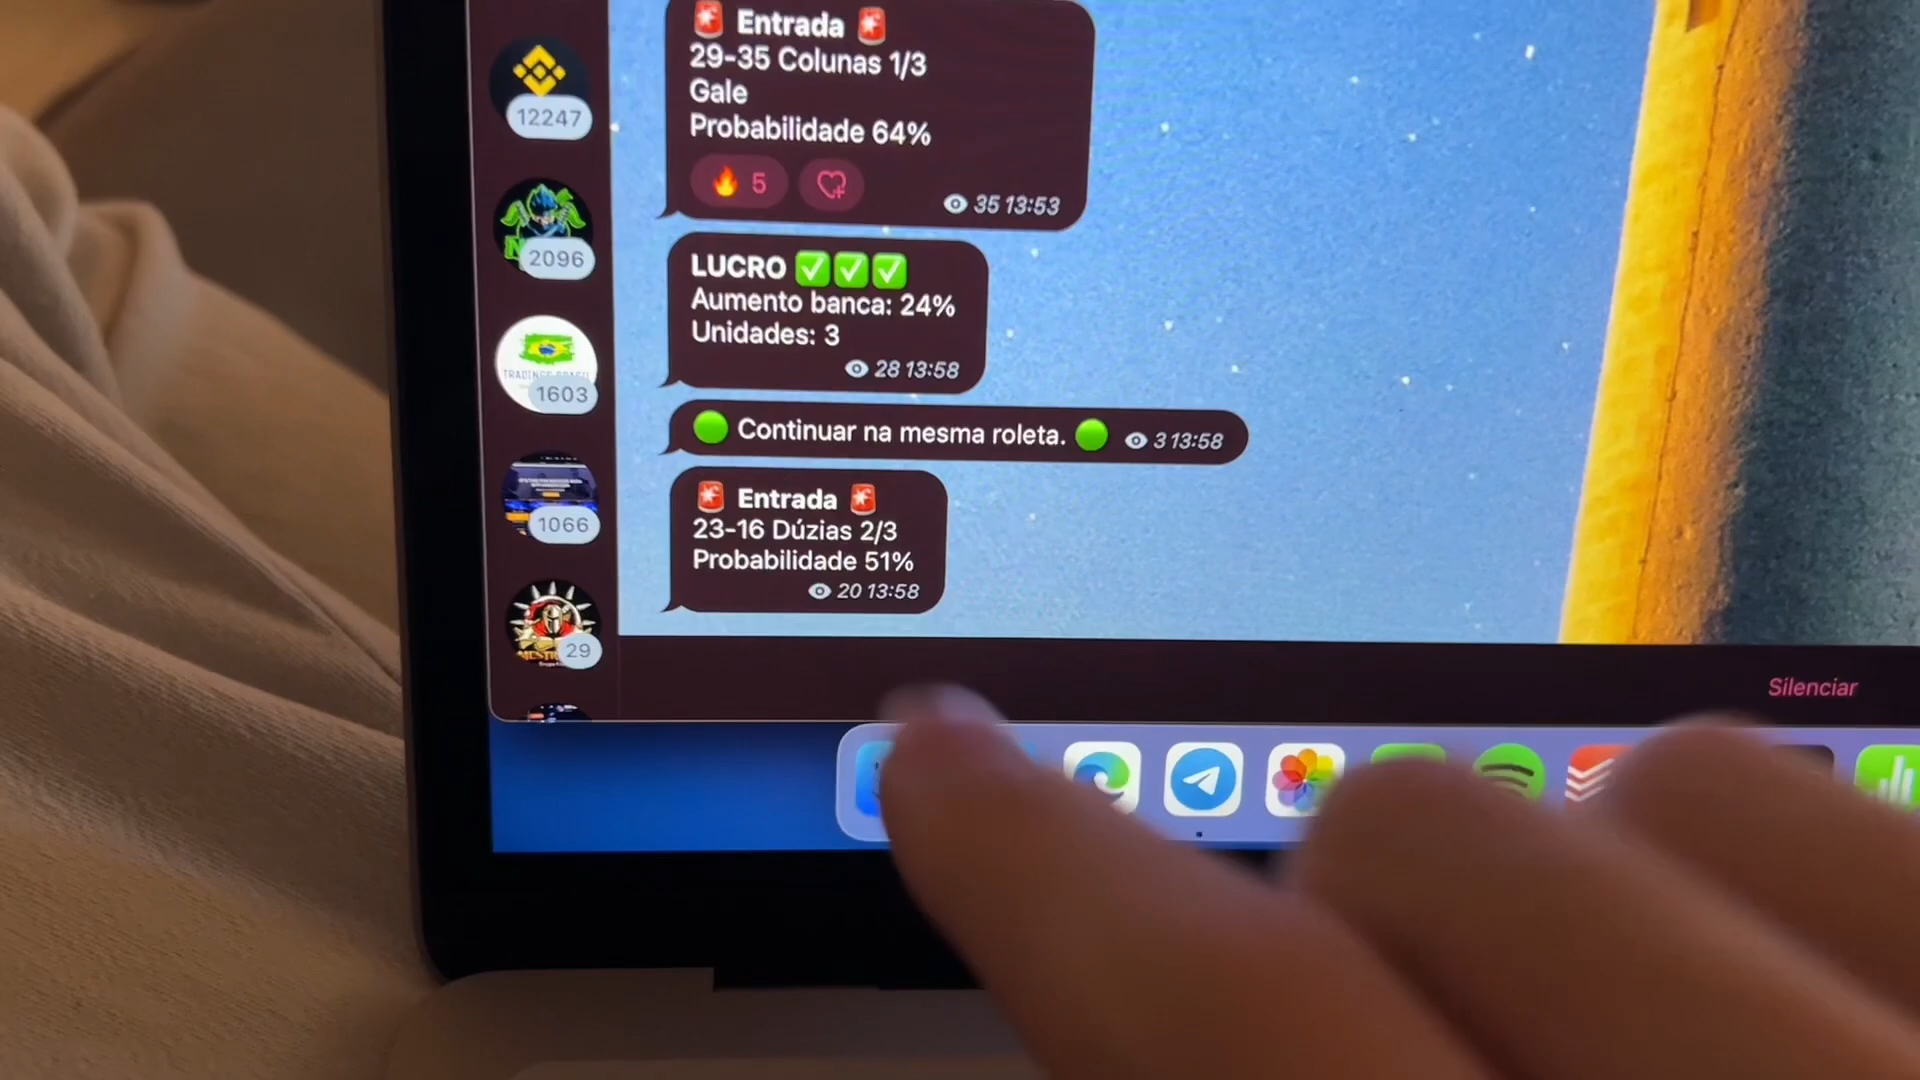 🚨 Entrada 🚨
29-35 Colunas 1/3
Gale
Probabilidade 64%
🔥 5
35 13:53
LUCRO ✅✅✅
Aumento banca: 24%
Unidades: 3
28 13:58
🟢 Continuar na mesma roleta. 🟢 3 13:58
🚨 Entrada 🚨
23-16 Dúzias 2/3
Probabilidade 51%
20 13:58
12247
2096
1603
1066
29
Silenciar